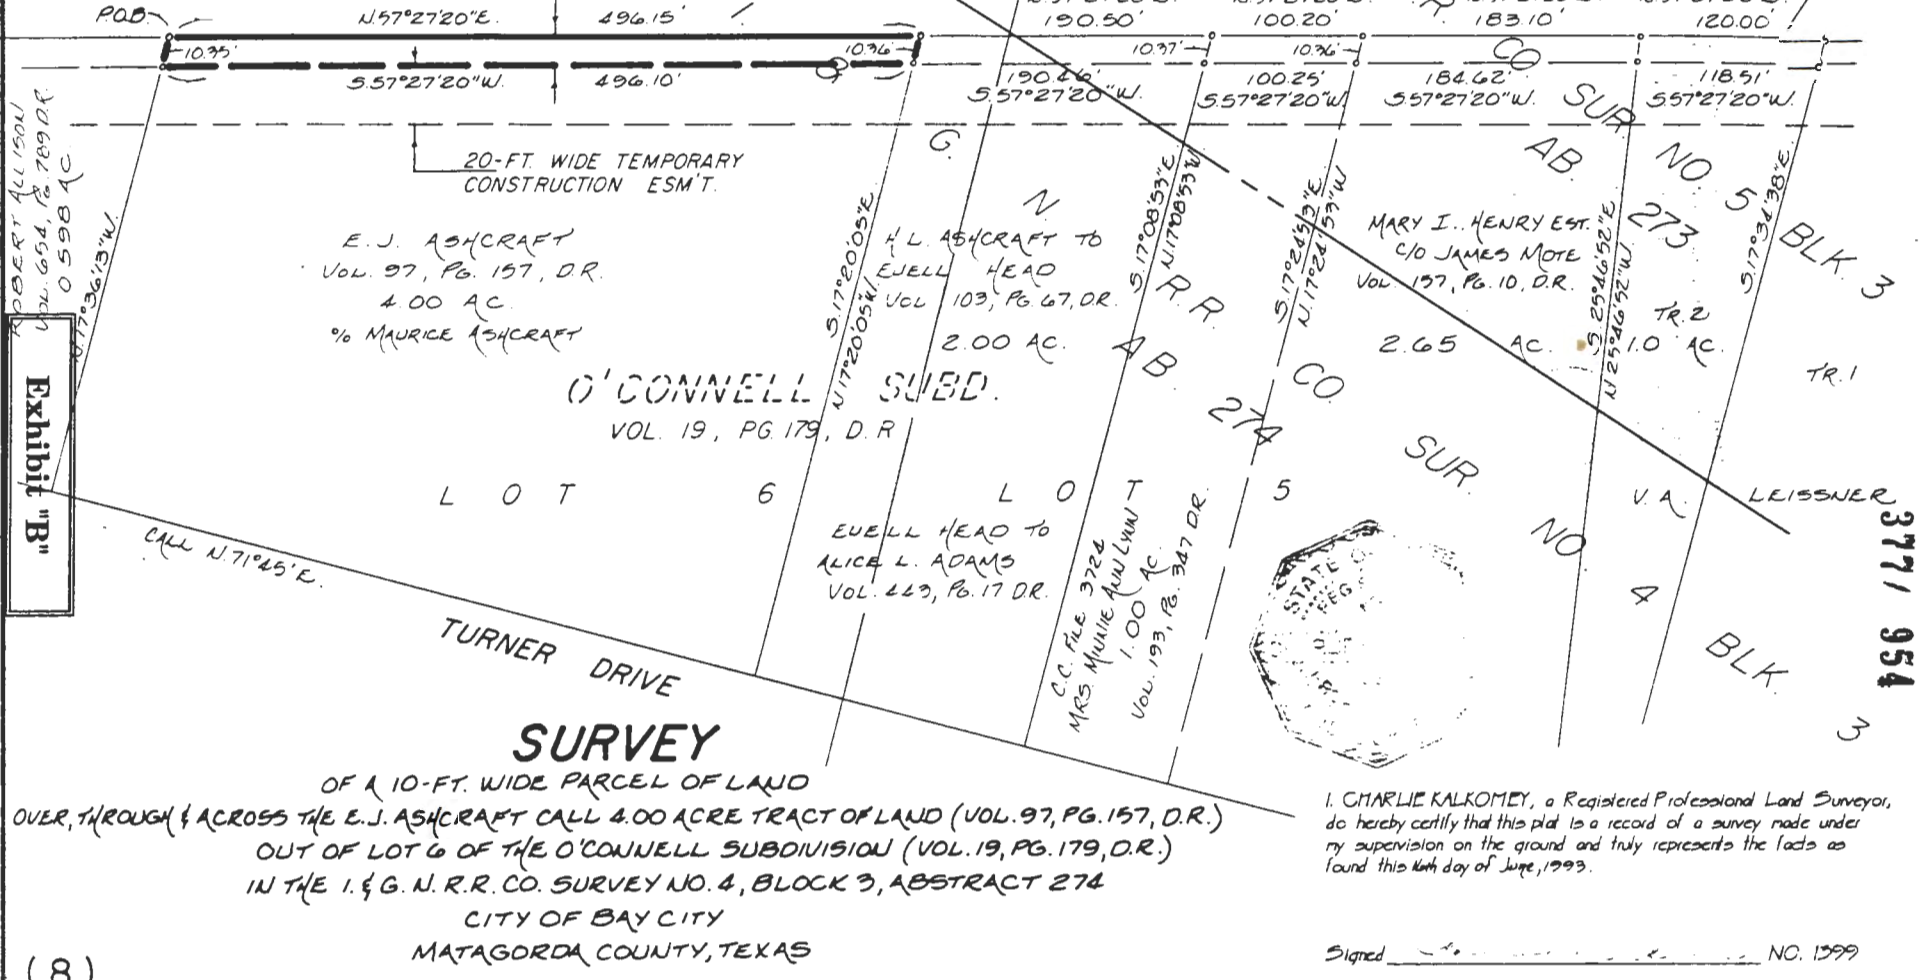 P.O.B.
N.57°27'20"E. 496.15'
190.50'
100.20'
183.10'
120.00'
10.35'
10.36'
10.37'
10.36'
S.57°27'20"W. 496.10'
190.46'
S.57°27'20"W.
100.25'
S.57°27'20"W.
184.62'
S.57°27'20"W.
118.51'
S.57°27'20"W.
20-FT. WIDE TEMPORARY
CONSTRUCTION ESM'T.
ROBERT ALLISON
VOL. 654, PG. 789 D.R.
0.598 AC
N.17°36'13"W.
E.J. ASHCRAFT
VOL. 97, PG. 157, D.R.
4.00 AC.
% MAURICE ASHCRAFT
S.17°20'05"E.
N.17°20'05"W.
H.L. ASHCRAFT TO
EUELL HEAD
VOL 103, PG. 67, D.R.
2.00 AC.
S.17°08'53"E.
N.17°08'53"W
S.17°24'53"E
N.17°24'53"W
MARY I. HENRY EST.
C/O JAMES MOTE
VOL. 157, PG. 10, D.R.
2.65 AC.
S.25°46'52"E
N 25°46'52"W.
TR.2
1.0 AC.
S.17°34'38"E.
TR.1
G. N R.R. CO. SUR. NO 4 BLK. 3
AB. 274
CO SUR. NO. 5 BLK. 3
AB. 273
O'CONNELL SUBD.
VOL. 19, PG. 179, D.R
LOT 6
LOT 5
V.A. LEISSNER
EUELL HEAD TO
ALICE L. ADAMS
VOL. 443, PG. 17 D.R.
C.C. FILE 3724
MRS. MINNIE ANN LYNN
1.00 AC.
VOL. 193, PG. 347 D.R.
CALL N.71°45'E.
TURNER DRIVE
Exhibit "B"
3771 954
STATE O
REG
SURVEY
OF A 10-FT. WIDE PARCEL OF LAND
OVER, THROUGH & ACROSS THE E.J. ASHCRAFT CALL 4.00 ACRE TRACT OF LAND (VOL. 97, PG. 157, D.R.)
OUT OF LOT 6 OF THE O'CONNELL SUBDIVISION (VOL. 19, PG. 179, D.R.)
IN THE I. & G. N. R.R. CO. SURVEY NO. 4, BLOCK 3, ABSTRACT 274
CITY OF BAY CITY
MATAGORDA COUNTY, TEXAS
I. CHARLIE KALKOMEY, a Registered Professional Land Surveyor,
do hereby certify that this plat is a record of a survey made under
my supervision on the ground and truly represents the facts as
found this day of June, 1993.
Signed NO. 1399
(8)